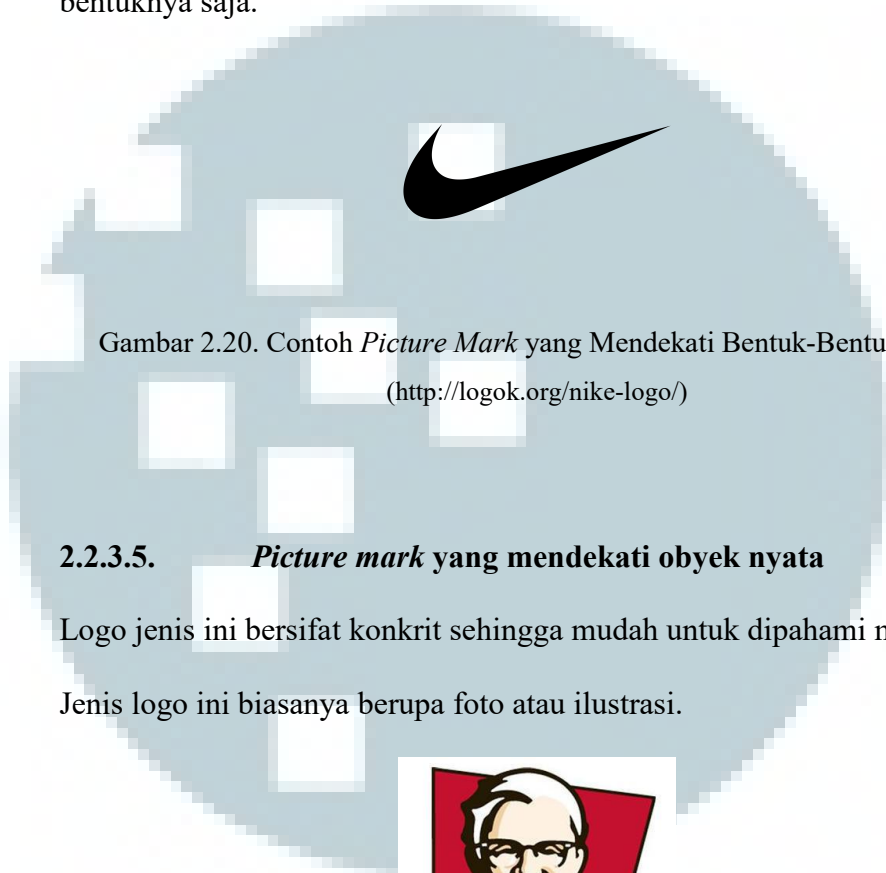 bentuknya saja.
Gambar 2.20. Contoh Picture Mark yang Mendekati Bentuk-Bentu
(http://logok.org/nike-logo/)
2.2.3.5. Picture mark yang mendekati obyek nyata
Logo jenis ini bersifat konkrit sehingga mudah untuk dipahami
Jenis logo ini biasanya berupa foto atau ilustrasi.